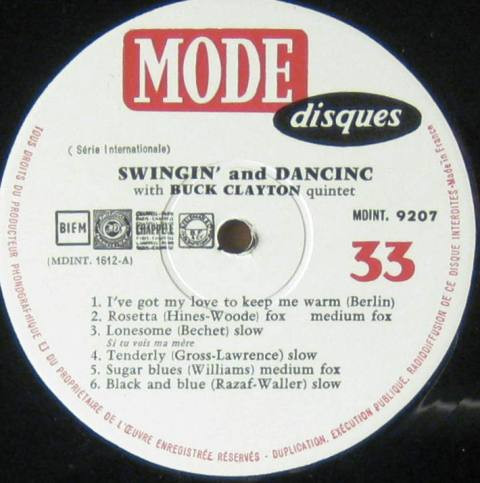 MODE
disques
( Série Internationale)
SWINGIN' and DANCINC
with BUCK CLAYTON quintet
BIEM
CHAPPELL
MDINT. 9207
(MDINT. 1612-A)
33
1. I've got my love to keep me warm (Berlin)
2. Rosetta (Hines-Woode) fox medium fox
3. Lonesome (Bechet) slow
Si tu vois ma mère
4. Tenderly (Gross-Lawrence) slow
5. Sugar blues (Williams) medium fox
6. Black and blue (Razaf-Waller) slow
TOUS DROITS DU PRODUCTEUR PHONOGRAPHIQUE ET DU PROPRIÉTAIRE DE L'ŒUVRE ENREGISTRÉE RÉSERVÉS - DUPLICATION, EXÉCUTION PUBLIQUE, RADIODIFFUSION DE CE DISQUE INTERDITES - Made in France